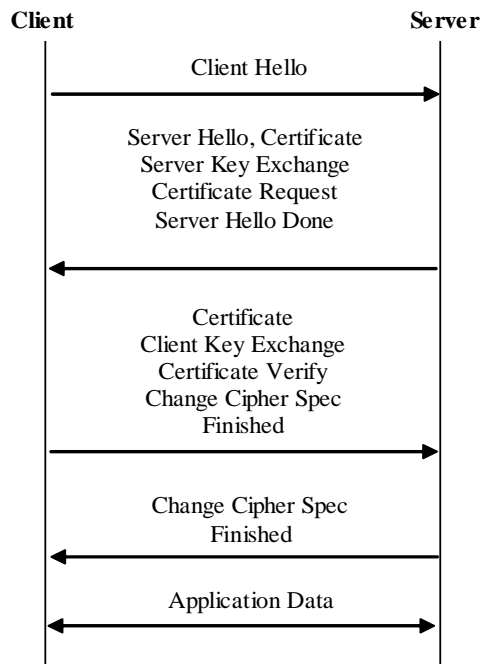 Client Server
Client Hello
Server Hello, Certificate
Server Key Exchange
Certificate Request
Server Hello Done
Certificate
Client Key Exchange
Certificate Verify
Change Cipher Spec
Finished
Change Cipher Spec
Finished
Application Data